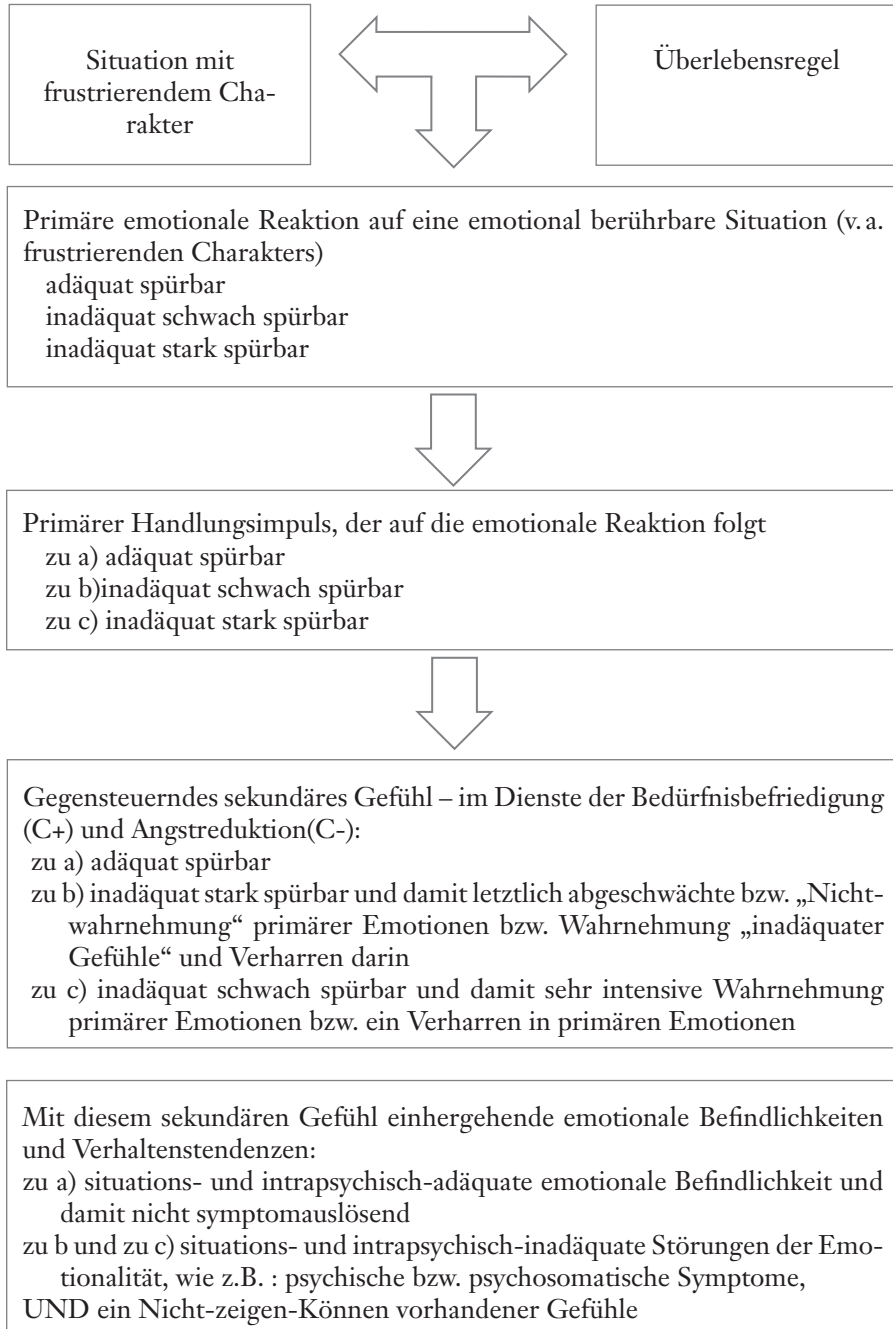 Situation mit
frustrierendem Cha-
rakter
Überlebensregel
Primäre emotionale Reaktion auf eine emotional berührbare Situation (v. a.
frustrierenden Charakters)
adäquat spürbar
inadäquat schwach spürbar
inadäquat stark spürbar
Primärer Handlungsimpuls, der auf die emotionale Reaktion folgt
zu a) adäquat spürbar
zu b)inadäquat schwach spürbar
zu c) inadäquat stark spürbar
Gegensteuerndes sekundäres Gefühl – im Dienste der Bedürfnisbefriedigung
(C+) und Angstreduktion(C-):
zu a) adäquat spürbar
zu b) inadäquat stark spürbar und damit letztlich abgeschwächte bzw. „Nicht-
wahrnehmung“ primärer Emotionen bzw. Wahrnehmung „inadäquater
Gefühle“ und Verharren darin
zu c) inadäquat schwach spürbar und damit sehr intensive Wahrnehmung
primärer Emotionen bzw. ein Verharren in primären Emotionen
Mit diesem sekundären Gefühl einhergehende emotionale Befindlichkeiten
und Verhaltenstendenzen:
zu a) situations- und intrapsychisch-adäquate emotionale Befindlichkeit und
damit nicht symptomauslösend
zu b und zu c) situations- und intrapsychisch-inadäquate Störungen der Emo-
tionalität, wie z.B. : psychische bzw. psychosomatische Symptome,
UND ein Nicht-zeigen-Können vorhandener Gefühle